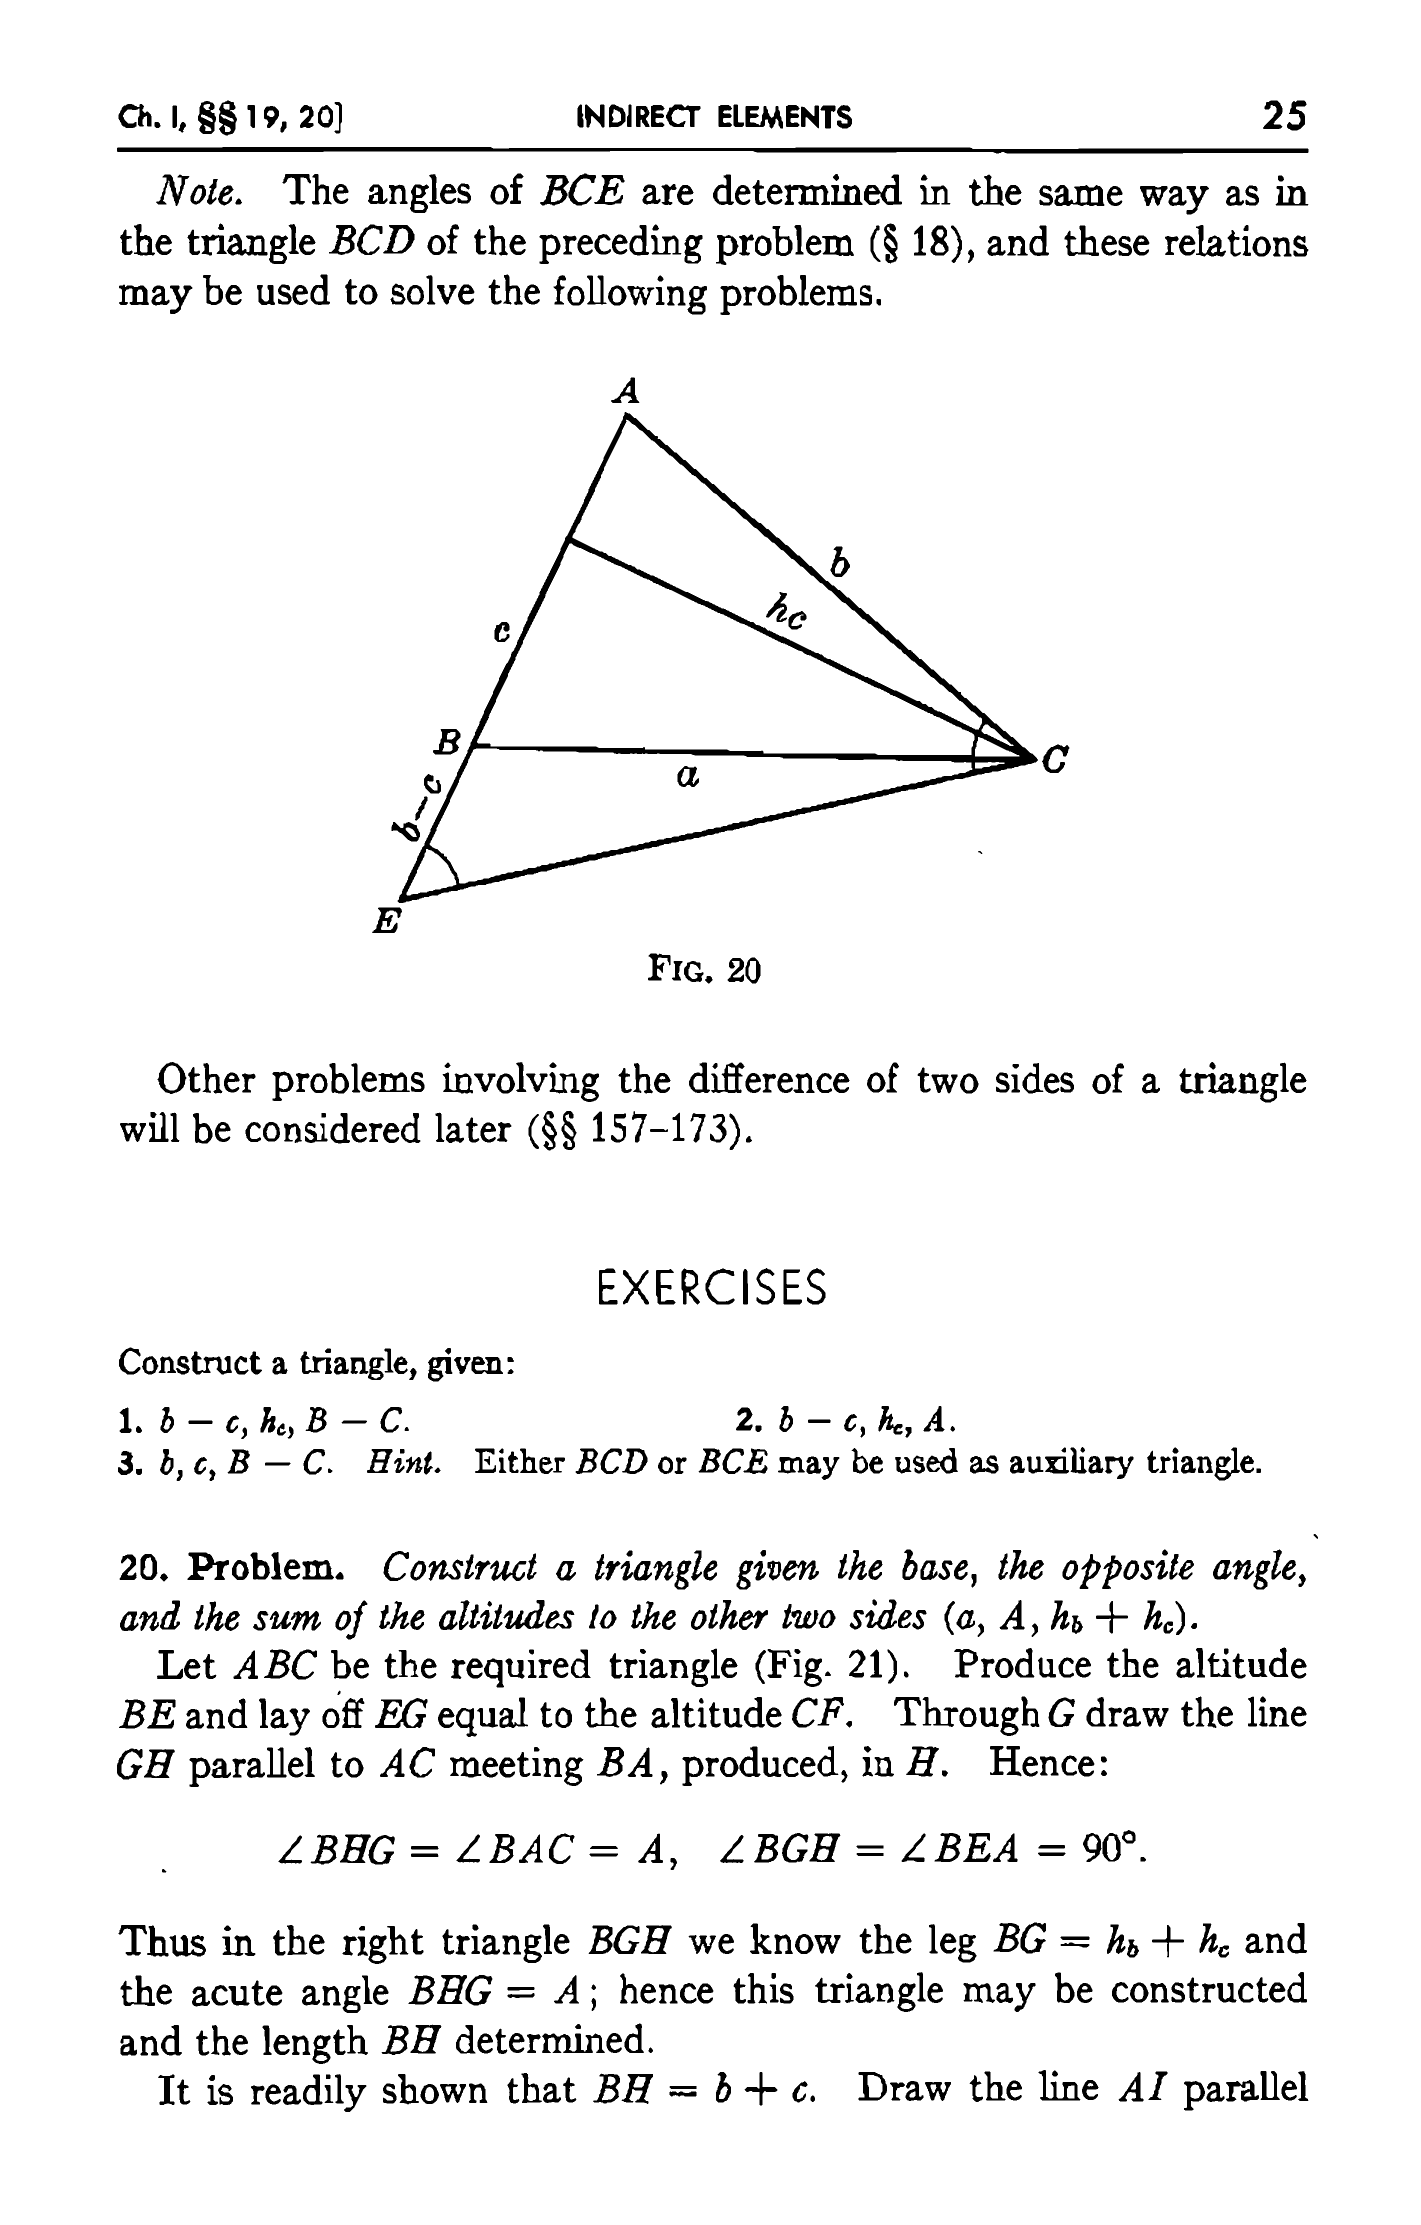 Ch. I, §§ 19, 20] INDIRECT ELEMENTS 25
Note. The angles of BCE are determined in the same way as in
the triangle BCD of the preceding problem (§ 18), and these relations
may be used to solve the following problems.
A
b
hc
c
B
C
a
b–c
E
FIG. 20
Other problems involving the difference of two sides of a triangle
will be considered later (§§ 157–173).
EXERCISES
Construct a triangle, given:
1. b − c, hc, B − C. 2. b − c, hc, A.
3. b, c, B − C. Hint. Either BCD or BCE may be used as auxiliary triangle.
20. Problem. Construct a triangle given the base, the opposite angle,
and the sum of the altitudes to the other two sides (a, A, hb + hc).
Let ABC be the required triangle (Fig. 21). Produce the altitude
BE and lay off EG equal to the altitude CF. Through G draw the line
GH parallel to AC meeting BA, produced, in H. Hence:
∠BHG = ∠BAC = A, ∠BGH = ∠BEA = 90°.
Thus in the right triangle BGH we know the leg BG = hb + hc and
the acute angle BHG = A; hence this triangle may be constructed
and the length BH determined.
It is readily shown that BH = b + c. Draw the line AI parallel